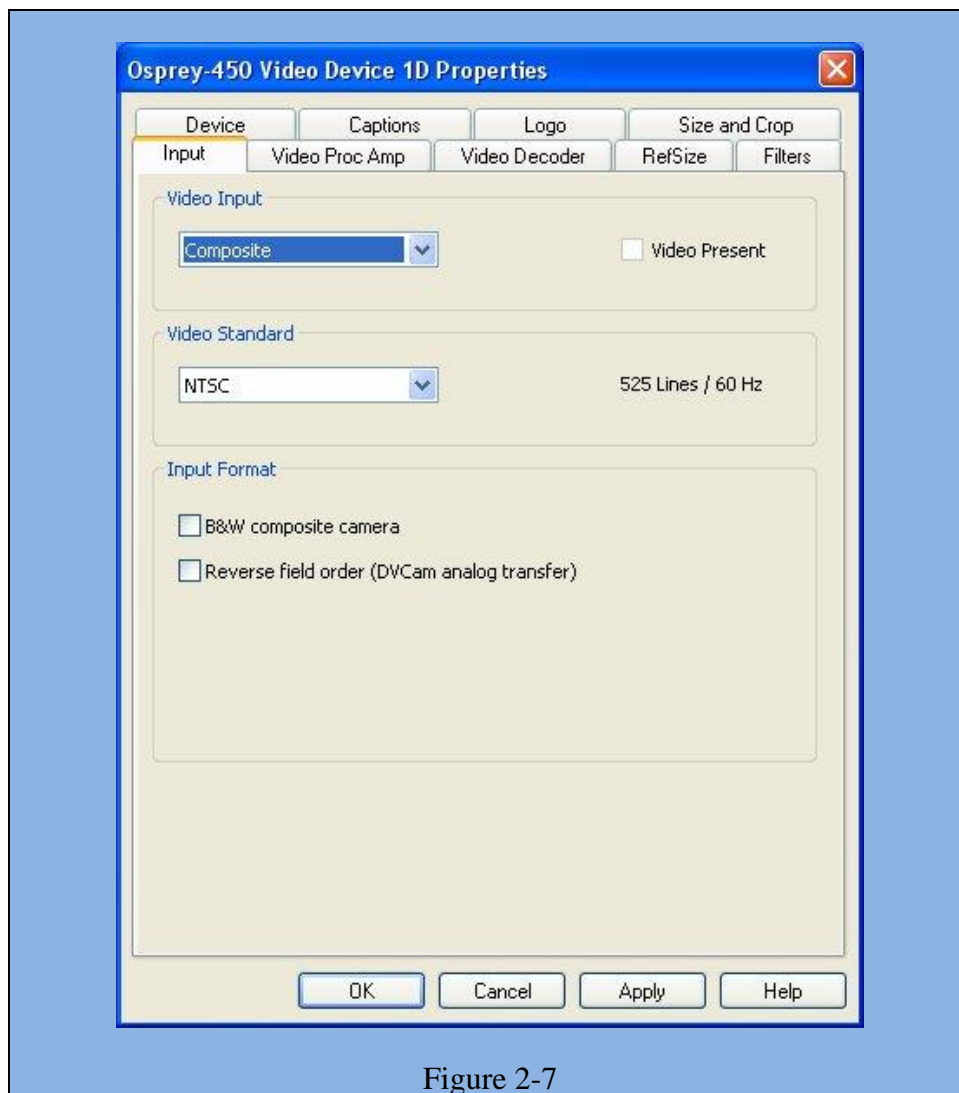 Osprey-450 Video Device 1D Properties
Device Captions Logo Size and Crop
Input Video Proc Amp Video Decoder RefSize Filters
Video Input
Composite Video Present
Video Standard
NTSC 525 Lines / 60 Hz
Input Format
B&W composite camera
Reverse field order (DVCam analog transfer)
OK Cancel Apply Help
Figure 2-7